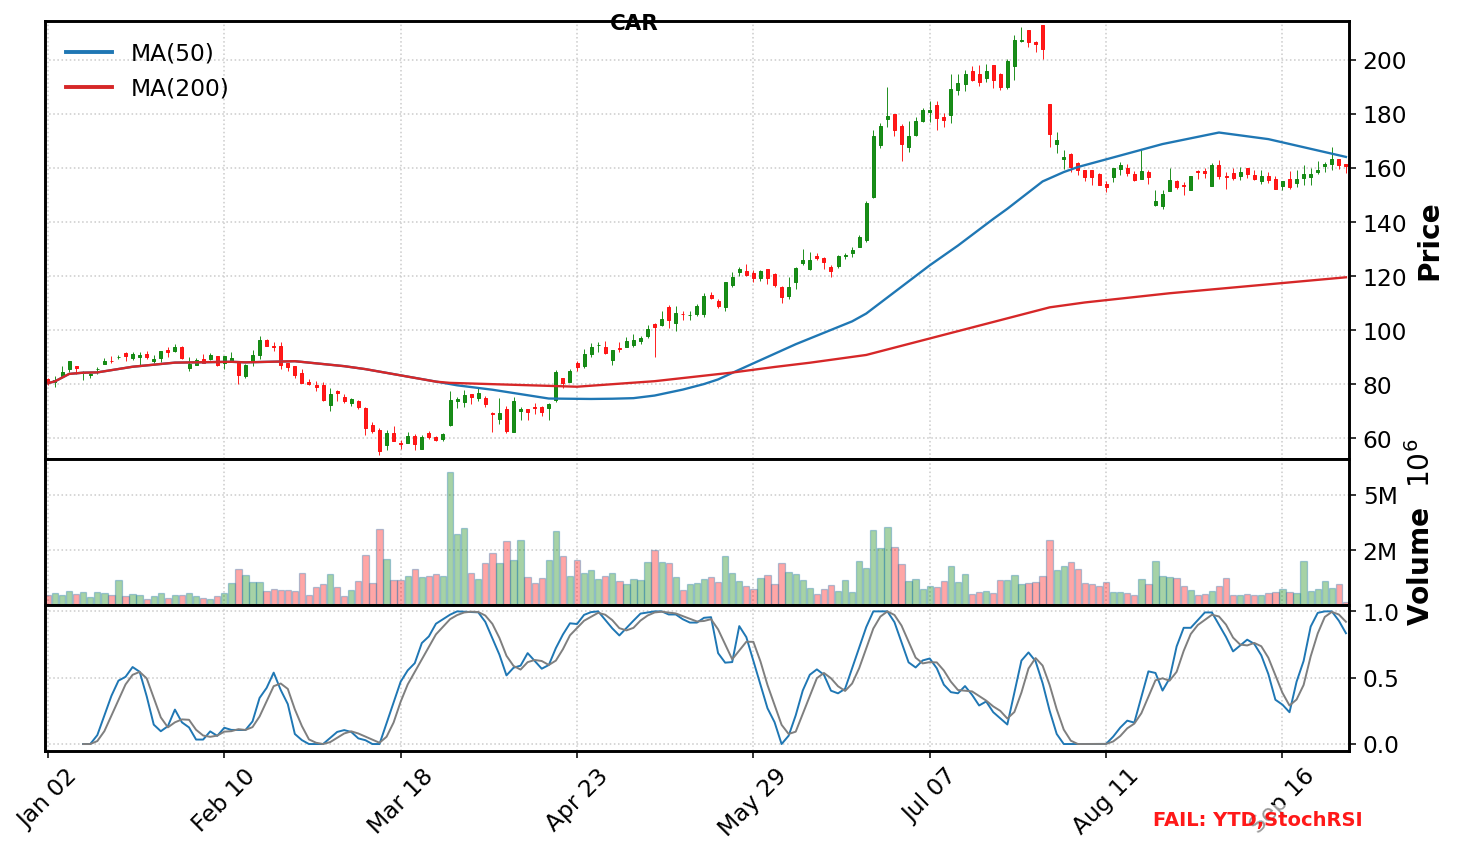 CAR
MA(50)
MA(200)
200
180
160
140
120
100
80
60
Price
5M
2M
Volume 10⁶
1.0
0.5
0.0
Jan 02
Feb 10
Mar 18
Apr 23
May 29
Jul 07
Aug 11
Sep 16
FAIL: YTD,StochRSI